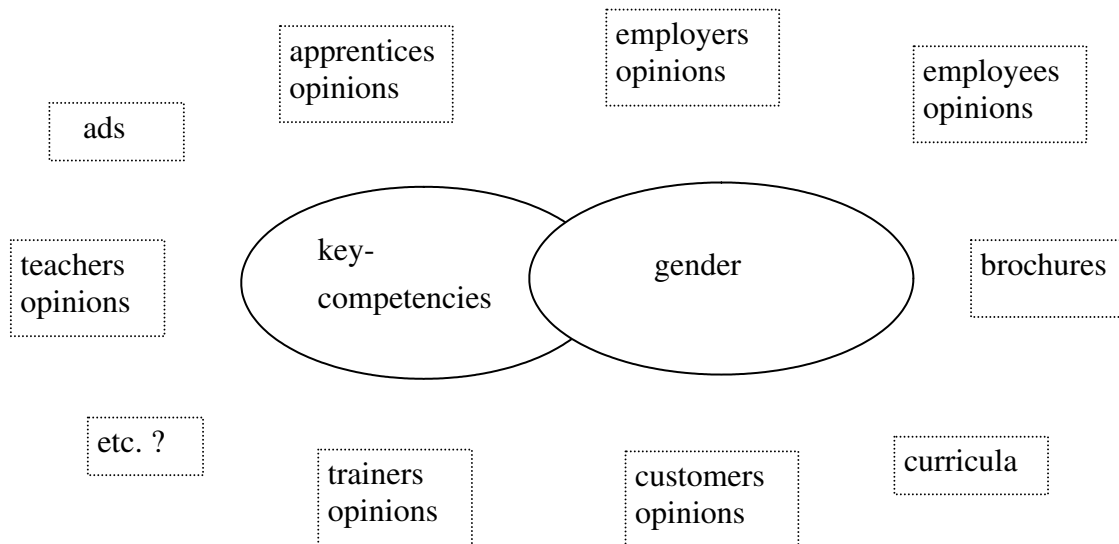 apprentices
opinions
employers
opinions
employees
opinions
ads
teachers
opinions
key-
competencies
gender
brochures
etc. ?
trainers
opinions
customers
opinions
curricula